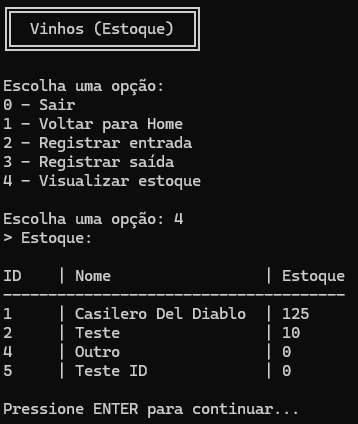 Vinhos (Estoque)
Escolha uma opção:
0 - Sair
1 - Voltar para Home
2 - Registrar entrada
3 - Registrar saída
4 - Visualizar estoque
Escolha uma opção: 4
> Estoque:
ID | Nome | Estoque
--------------------------------------
1 | Casilero Del Diablo | 125
2 | Teste | 10
4 | Outro | 0
5 | Teste ID | 0
Pressione ENTER para continuar...